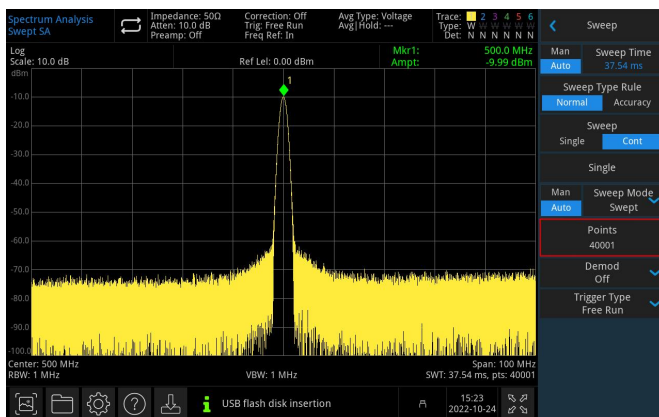 Spectrum Analysis
Swept SA
Impedance: 50Ω
Atten: 10.0 dB
Preamp: Off
Correction: Off
Trig: Free Run
Freq Ref: In
Avg Type: Voltage
Avg|Hold: ---
Trace: 1 2 3 4 5 6
Type: W W W W W W
Det: N N N N N N
Log
Scale: 10.0 dB
Ref Lel: 0.00 dBm
Mkr1: 500.0 MHz
Ampt: -9.99 dBm
dBm
1
-10.0
-20.0
-30.0
-40.0
-50.0
-60.0
-70.0
-80.0
-90.0
-100.0
Center: 500 MHz
RBW: 1 MHz
VBW: 1 MHz
Span: 100 MHz
SWT: 37.54 ms, pts: 40001
USB flash disk insertion
15:23
2022-10-24
Sweep
Man
Auto
Sweep Time
37.54 ms
Sweep Type Rule
Normal Accuracy
Sweep
Single Cont
Single
Man
Auto
Sweep Mode
Swept
Points
40001
Demod
Off
Trigger Type
Free Run